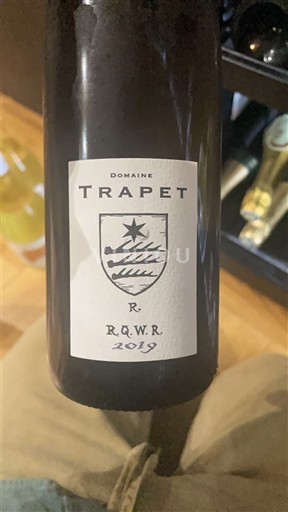 DOMAINE
TRAPET
R.
R.Q.W.R.
2019